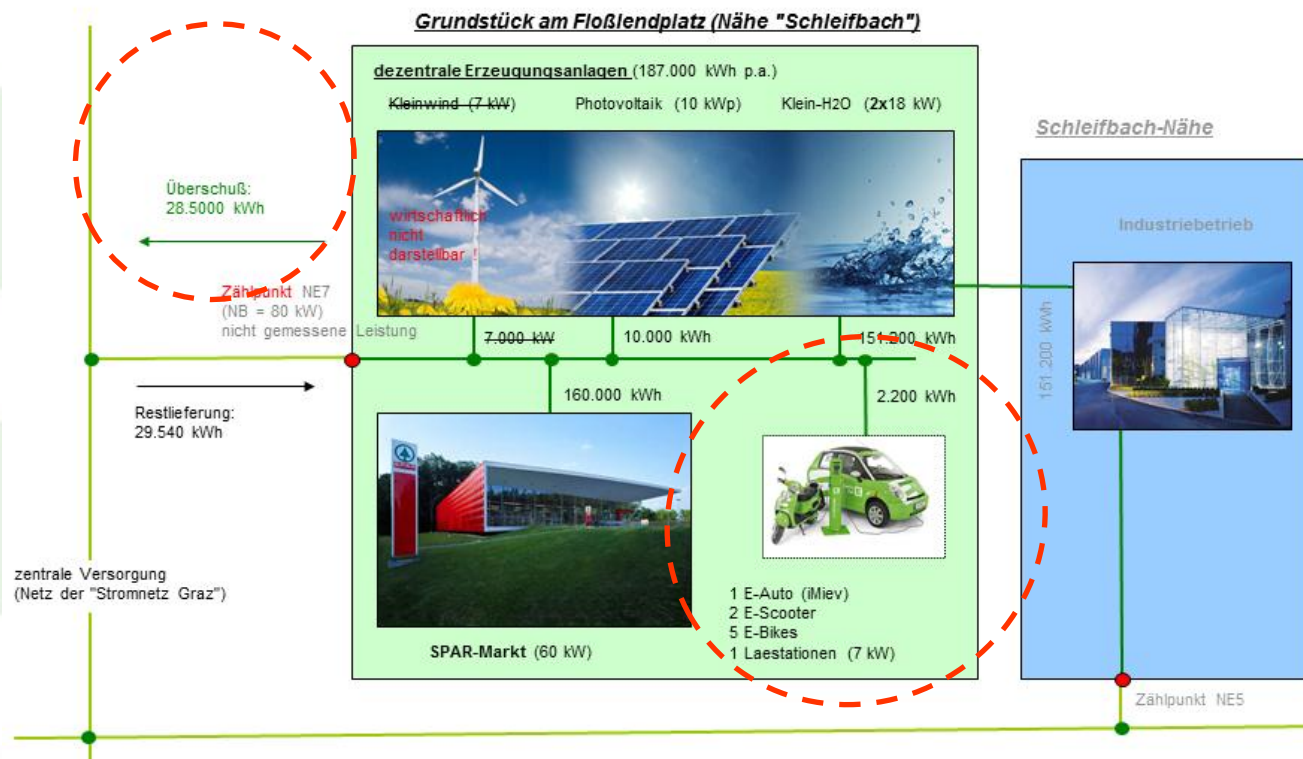 Grundstück am Floßlendplatz (Nähe "Schleifbach")
dezentrale Erzeugungsanlagen (187.000 kWh p.a.)
Kleinwind (7 kW)
Photovoltaik (10 kWp)
Klein-H2O (2x18 kW)
Schleifbach-Nähe
Überschuß:
28.5000 kWh
wirtschaftlich
nicht
darstellbar !
Industriebetrieb
Zählpunkt NE7
(NB = 80 kW)
nicht gemessene Leistung
7.000 kW
10.000 kWh
151.200 kWh
151.200 kWh
Restlieferung:
29.540 kWh
160.000 kWh
2.200 kWh
zentrale Versorgung
(Netz der "Stromnetz Graz")
1 E-Auto (iMiev)
2 E-Scooter
5 E-Bikes
1 Laestationen (7 kW)
SPAR-Markt (60 kW)
Zählpunkt NE5